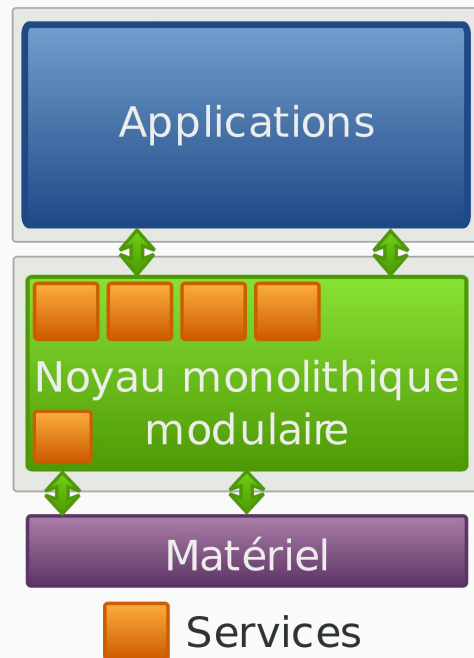 Applications
Noyau monolithique
modulaire
Matériel
Services